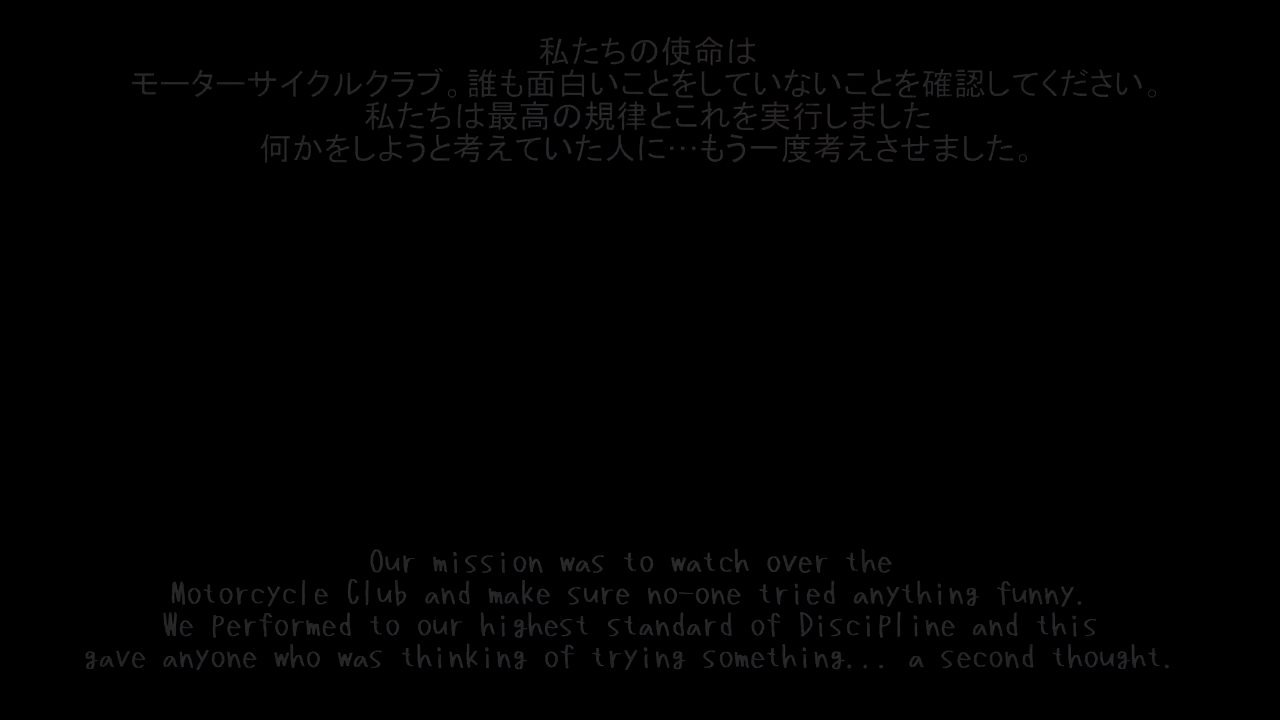 私たちの使命は
モーターサイクルクラブ。誰も面白いことをしていないことを確認してください。
私たちは最高の規律とこれを実行しました
何かをしようと考えていた人に…もう一度考えさせました。
Our mission was to watch over the
Motorcycle Club and make sure no-one tried anything funny.
We Performed to our highest standard of Discipline and this
gave anyone who was thinking of trying something... a second thought.